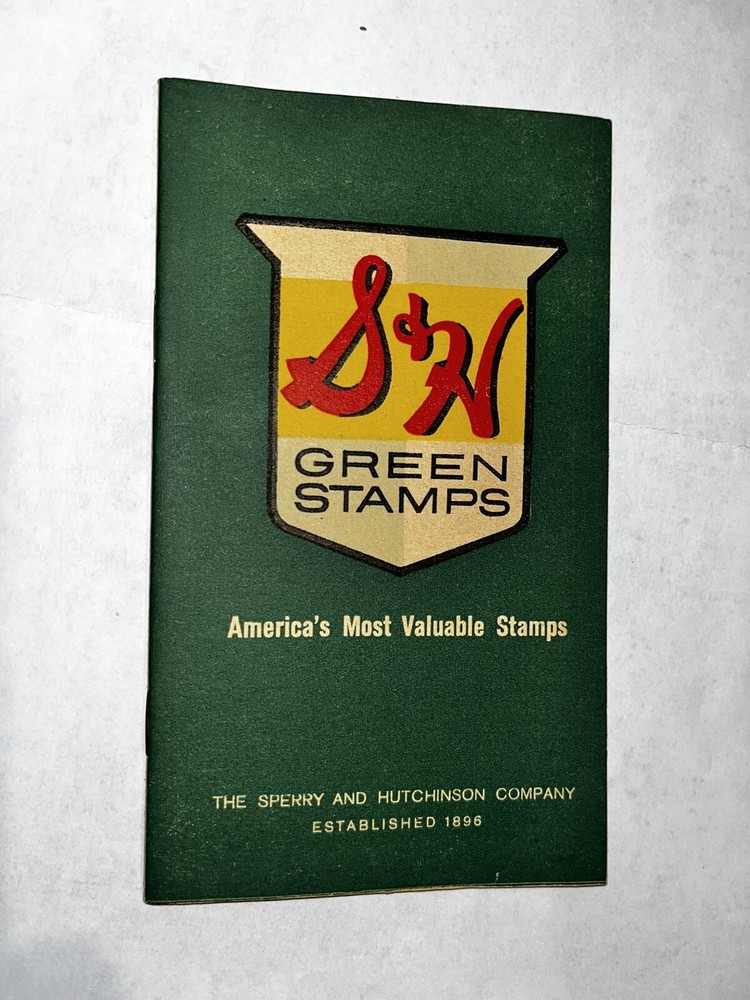 S&H
GREEN
STAMPS
America's Most Valuable Stamps
THE SPERRY AND HUTCHINSON COMPANY
ESTABLISHED 1896